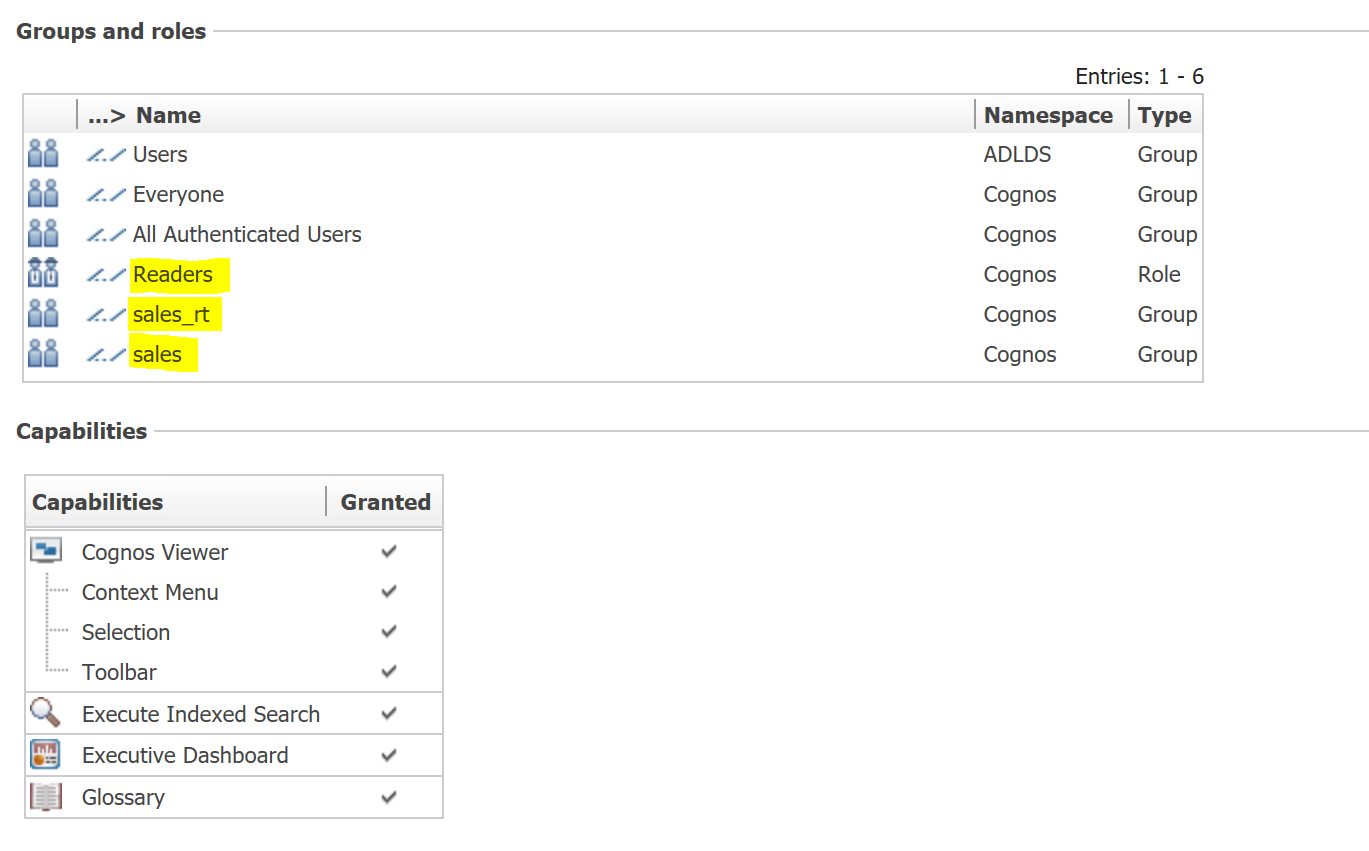 Groups and roles
Entries: 1 - 6
...> Name Namespace Type
Users ADLDS Group
Everyone Cognos Group
All Authenticated Users Cognos Group
Readers Cognos Role
sales_rt Cognos Group
sales Cognos Group
Capabilities
Capabilities Granted
Cognos Viewer
Context Menu
Selection
Toolbar
Execute Indexed Search
Executive Dashboard
Glossary